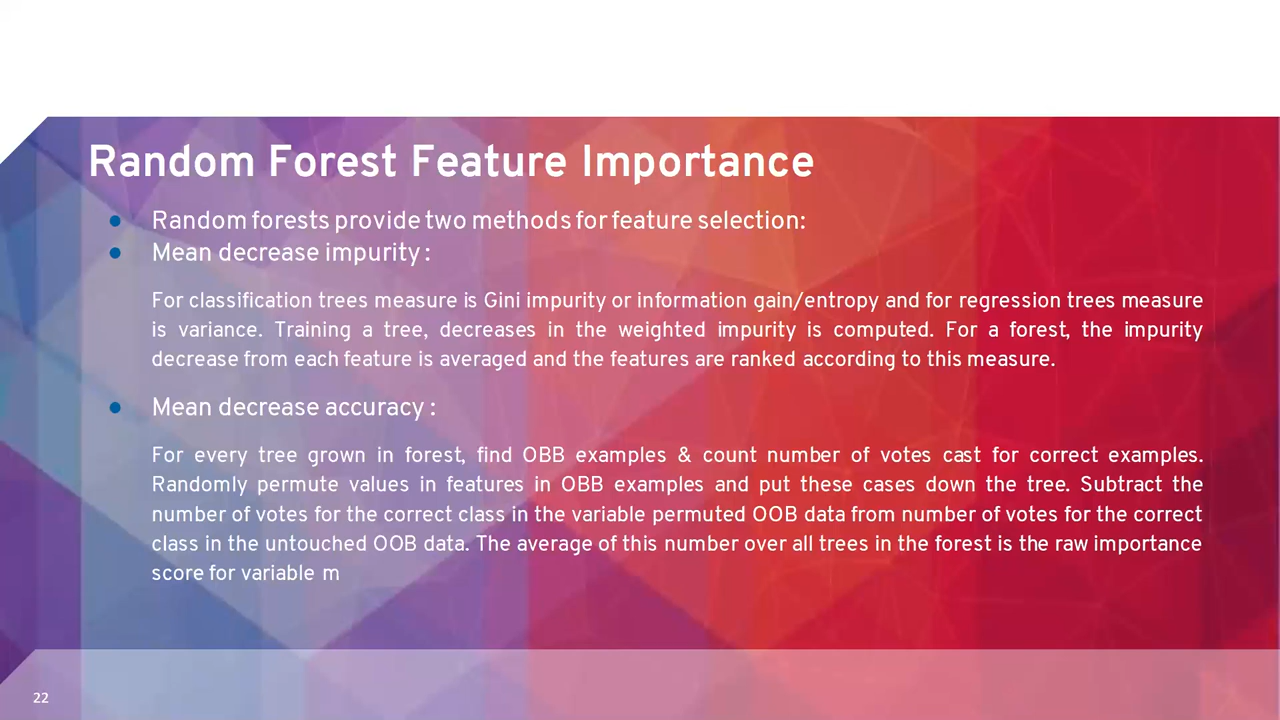 Random Forest Feature Importance
● Random forests provide two methods for feature selection:
● Mean decrease impurity :
For classification trees measure is Gini impurity or information gain/entropy and for regression trees measure
is variance. Training a tree, decreases in the weighted impurity is computed. For a forest, the impurity
decrease from each feature is averaged and the features are ranked according to this measure.
● Mean decrease accuracy :
For every tree grown in forest, find OBB examples & count number of votes cast for correct examples.
Randomly permute values in features in OBB examples and put these cases down the tree. Subtract the
number of votes for the correct class in the variable permuted OOB data from number of votes for the correct
class in the untouched OOB data. The average of this number over all trees in the forest is the raw importance
score for variable m
22